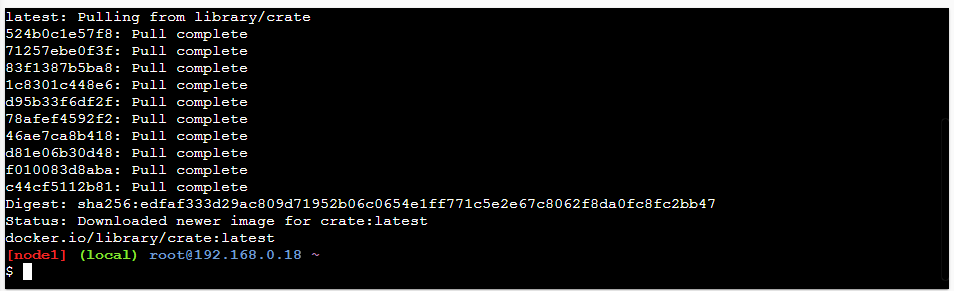 latest: Pulling from library/crate
524b0c1e57f8: Pull complete
71257ebe0f3f: Pull complete
83f1387b5ba8: Pull complete
1c8301c448e6: Pull complete
d95b33f6df2f: Pull complete
78afef4592f2: Pull complete
46ae7ca8b418: Pull complete
d81e06b30d48: Pull complete
f010083d8aba: Pull complete
c44cf5112b81: Pull complete
Digest: sha256:edfaf333d29ac809d71952b06c0654e1ff771c5e2e67c8062f8da0fc8fc2bb47
Status: Downloaded newer image for crate:latest
docker.io/library/crate:latest
[node1] (local) root@192.168.0.18 ~
$